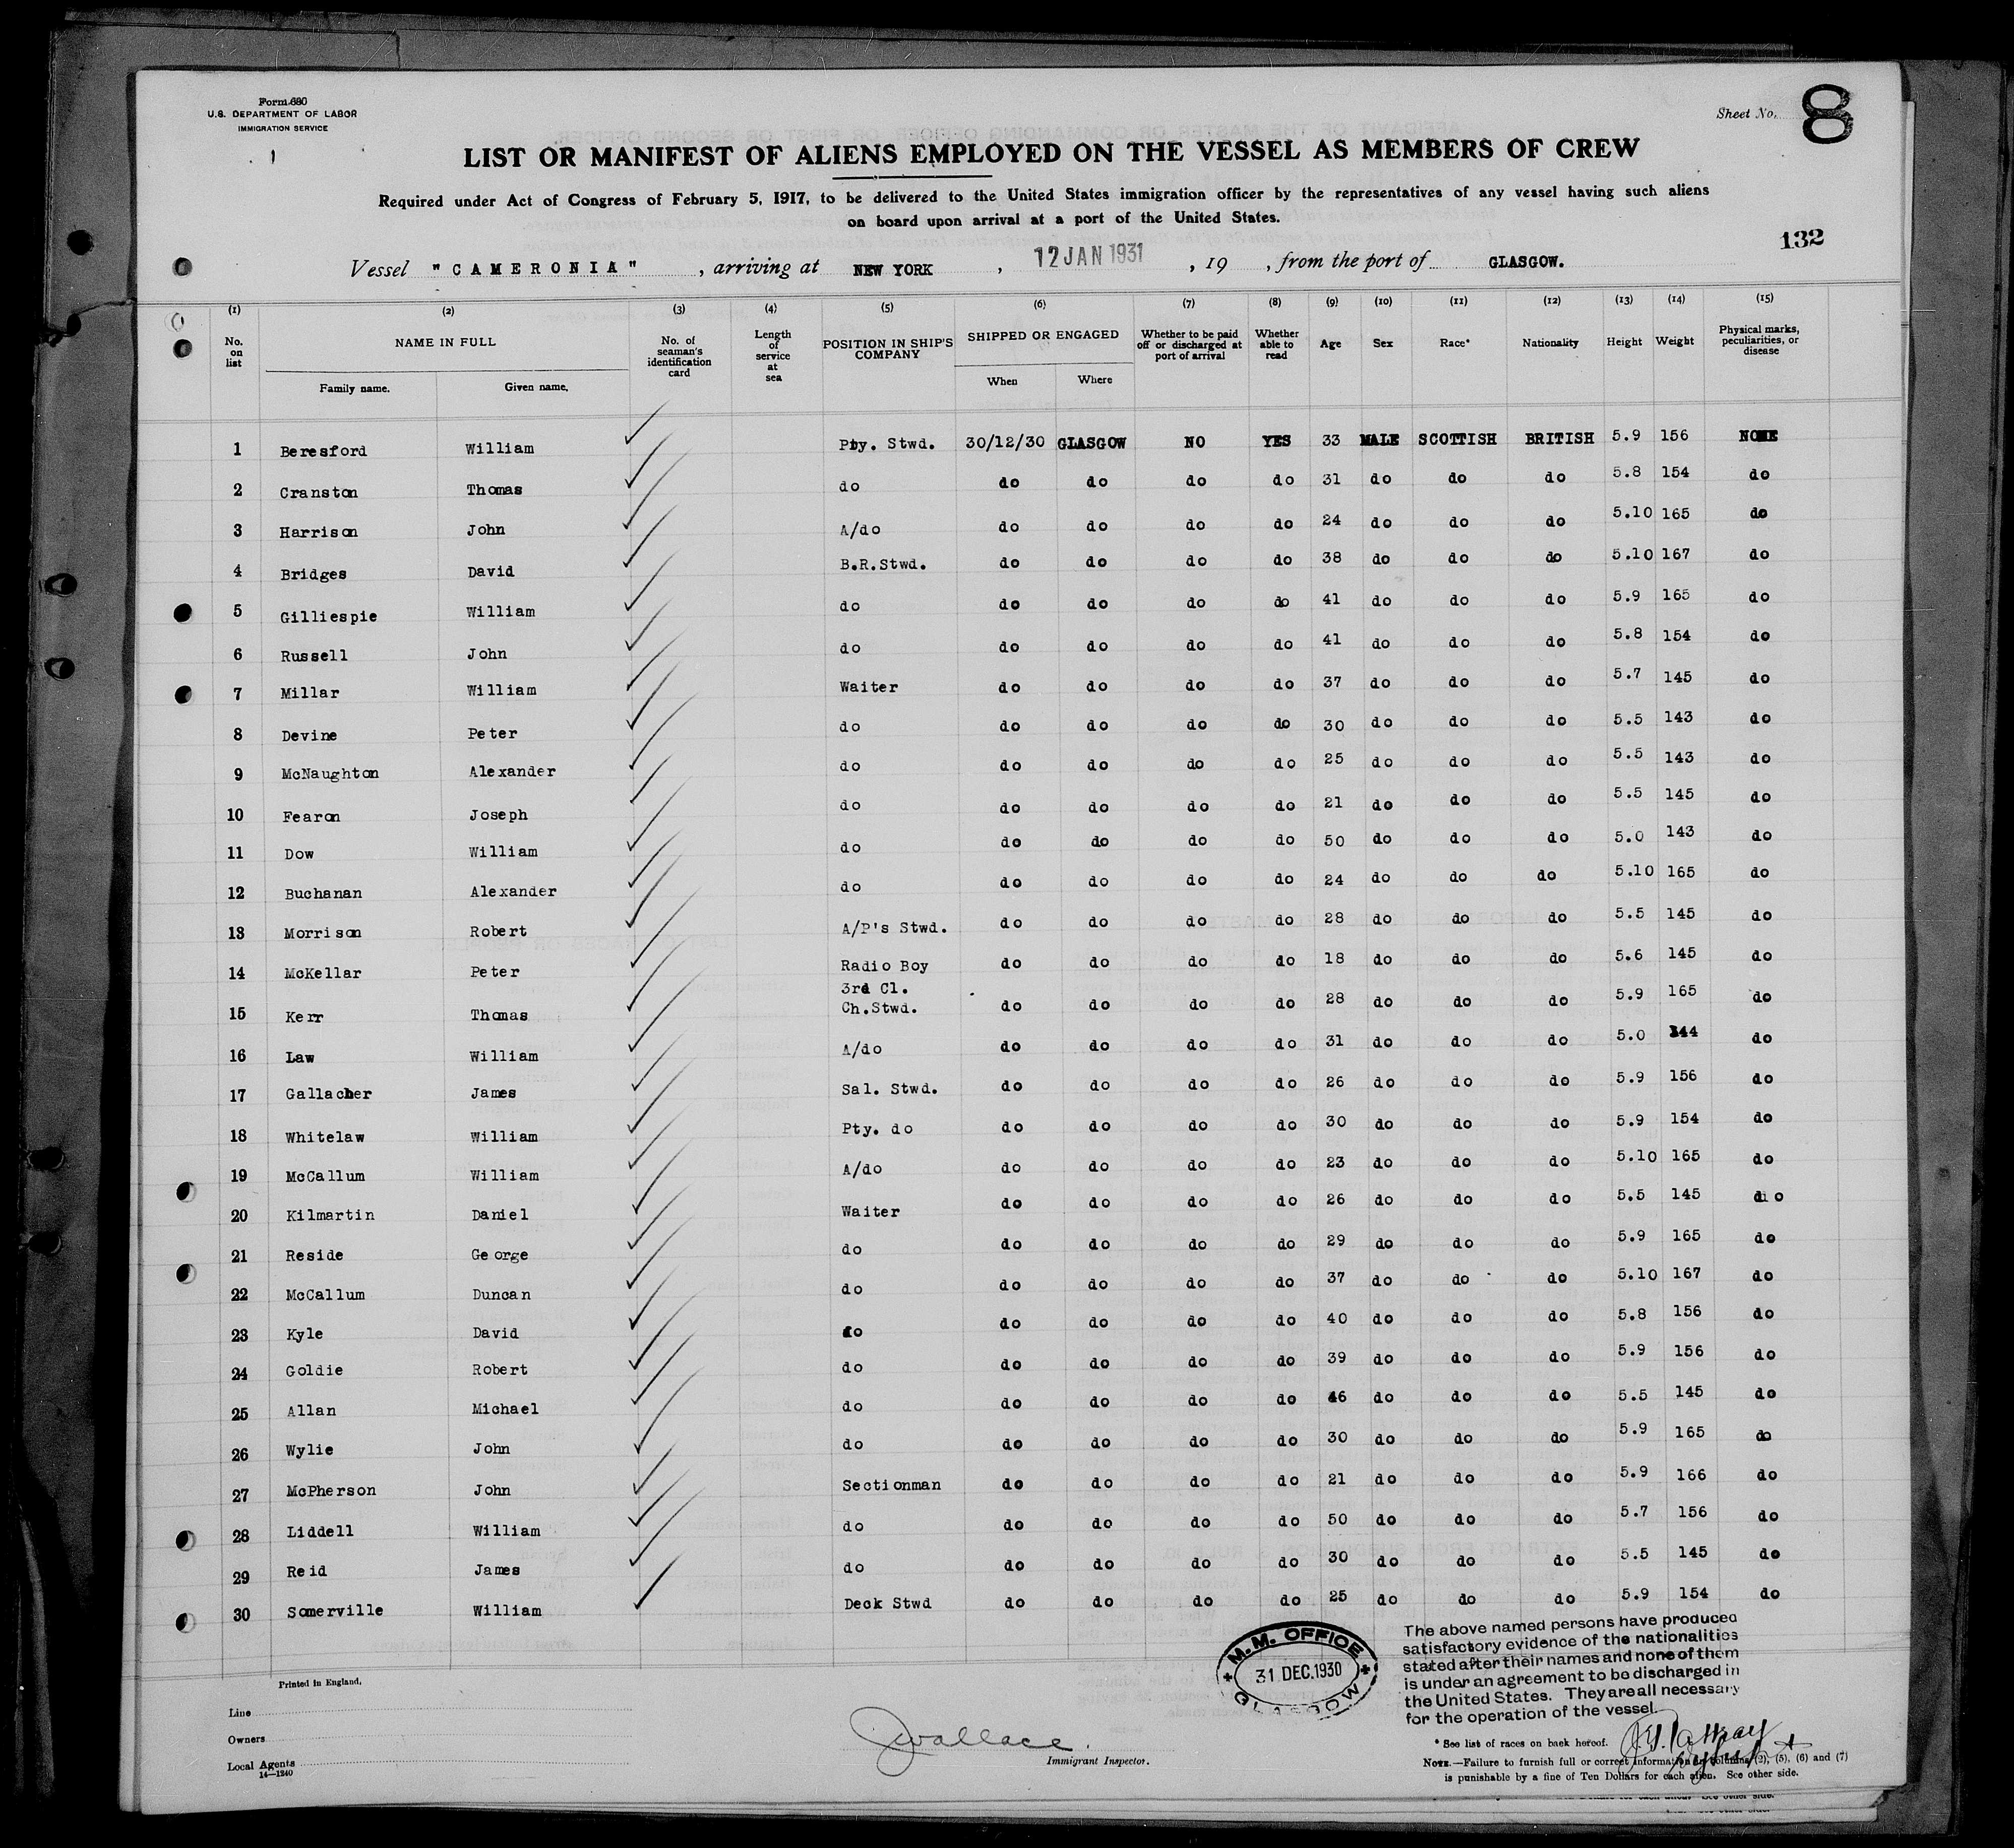 Form 680
U.S. DEPARTMENT OF LABOR
IMMIGRATION SERVICE
Sheet No. 8
LIST OR MANIFEST OF ALIENS EMPLOYED ON THE VESSEL AS MEMBERS OF CREW
Required under Act of Congress of February 5, 1917, to be delivered to the United States immigration officer by the representatives of any vessel having such aliens
on board upon arrival at a port of the United States.
132
Vessel "CAMERONIA", arriving at NEW YORK, 12 JAN 1931, 19 , from the port of GLASGOW.
(1) (2) (3) (4) (5) (6) (7) (8) (9) (10) (11) (12) (13) (14) (15)
No. on list NAME IN FULL Family name. Given name. No. of seaman's identification card Length of service at sea POSITION IN SHIP'S COMPANY SHIPPED OR ENGAGED When Where Whether to be paid off or discharged at port of arrival Whether able to read Age Sex Race* Nationality Height Weight Physical marks, peculiarities, or disease
1 Beresford William Pty. Stwd. 30/12/30 GLASGOW NO YES 33 MALE SCOTTISH BRITISH 5.9 156 NONE
2 Cranston Thomas do do do do do 31 do do do 5.8 154 do
3 Harrison John A/do do do do do 24 do do do 5.10 165 do
4 Bridges David B.R.Stwd. do do do do 38 do do do 5.10 167 do
5 Gilliespie William do do do do do 41 do do do 5.9 165 do
6 Russell John do do do do do 41 do do do 5.8 154 do
7 Millar William Waiter do do do do 37 do do do 5.7 145 do
8 Devine Peter do do do do do 30 do do do 5.5 143 do
9 McNaughton Alexander do do do do do 25 do do do 5.5 143 do
10 Fearon Joseph do do do do do 21 do do do 5.5 145 do
11 Dow William do do do do do 50 do do do 5.0 143 do
12 Buchanan Alexander do do do do do 24 do do do 5.10 165 do
13 Morrison Robert A/P's Stwd. do do do do 28 do do do 5.5 145 do
14 McKellar Peter Radio Boy do do do do 18 do do do 5.6 145 do
15 Kerr Thomas 3rd Cl. Ch.Stwd. do do do do 28 do do do 5.9 165 do
16 Law William A/do do do do do 31 do do do 5.0 144 do
17 Gallacher James Sal. Stwd. do do do do 26 do do do 5.9 156 do
18 Whitelaw William Pty. do do do do do 30 do do do 5.9 154 do
19 McCallum William A/do do do do do 23 do do do 5.10 165 do
20 Kilmartin Daniel Waiter do do do do 26 do do do 5.5 145 do
21 Reside George do do do do do 29 do do do 5.9 165 do
22 McCallum Duncan do do do do do 37 do do do 5.10 167 do
23 Kyle David do do do do do 40 do do do 5.8 156 do
24 Goldie Robert do do do do do 39 do do do 5.9 156 do
25 Allan Michael do do do do do 46 do do do 5.5 145 do
26 Wylie John do do do do do 30 do do do 5.9 165 do
27 McPherson John Sectionman do do do do 21 do do do 5.9 166 do
28 Liddell William do do do do do 50 do do do 5.7 156 do
29 Reid James do do do do do 30 do do do 5.5 145 do
30 Somerville William Deck Stwd do do do do 25 do do do 5.9 154 do
M.M. OFFICE
31 DEC.1930
GLASGOW
The above named persons have produced
satisfactory evidence of the nationalities
stated after their names and none of them
is under an agreement to be discharged in
the United States. They are all necessary
for the operation of the vessel.
Printed in England.
Line
Owners
Local Agents
14—1240
JWallace.
Immigrant Inspector.
* See list of races on back hereof.
NOTE.—Failure to furnish full or correct information in columns (2), (5), (6) and (7)
is punishable by a fine of Ten Dollars for each alien. See other side.